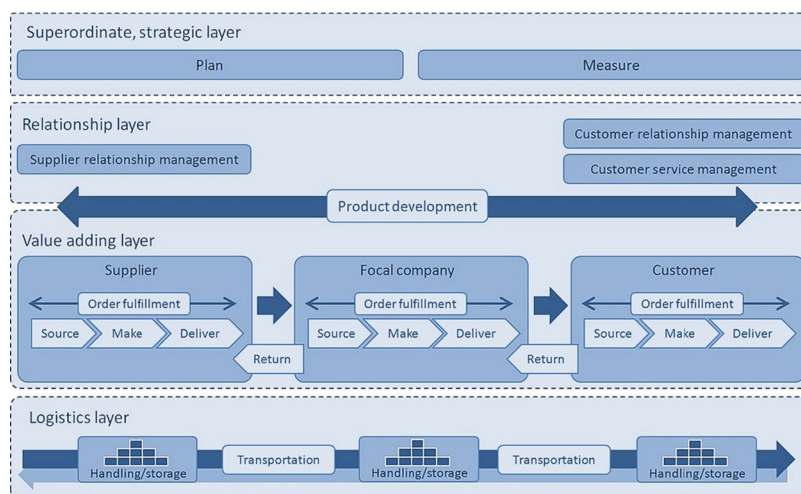 Superordinate, strategic layer
Plan
Measure
Relationship layer
Customer relationship management
Supplier relationship management
Customer service management
Product development
Value adding layer
Supplier
Focal company
Customer
Order fulfillment
Order fulfillment
Order fulfillment
Source
Make
Deliver
Source
Make
Deliver
Source
Make
Deliver
Return
Return
Logistics layer
Transportation
Transportation
Handling/storage
Handling/storage
Handling/storage